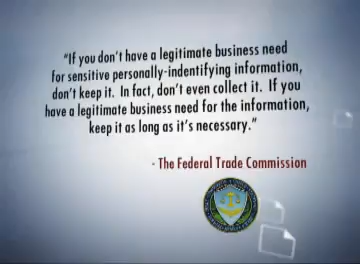 "If you don't have a legitimate business need
for sensitive personally-indentifying information,
don't keep it. In fact, don't even collect it. If you
have a legitimate business need for the information,
keep it as long as it's necessary."
- The Federal Trade Commission